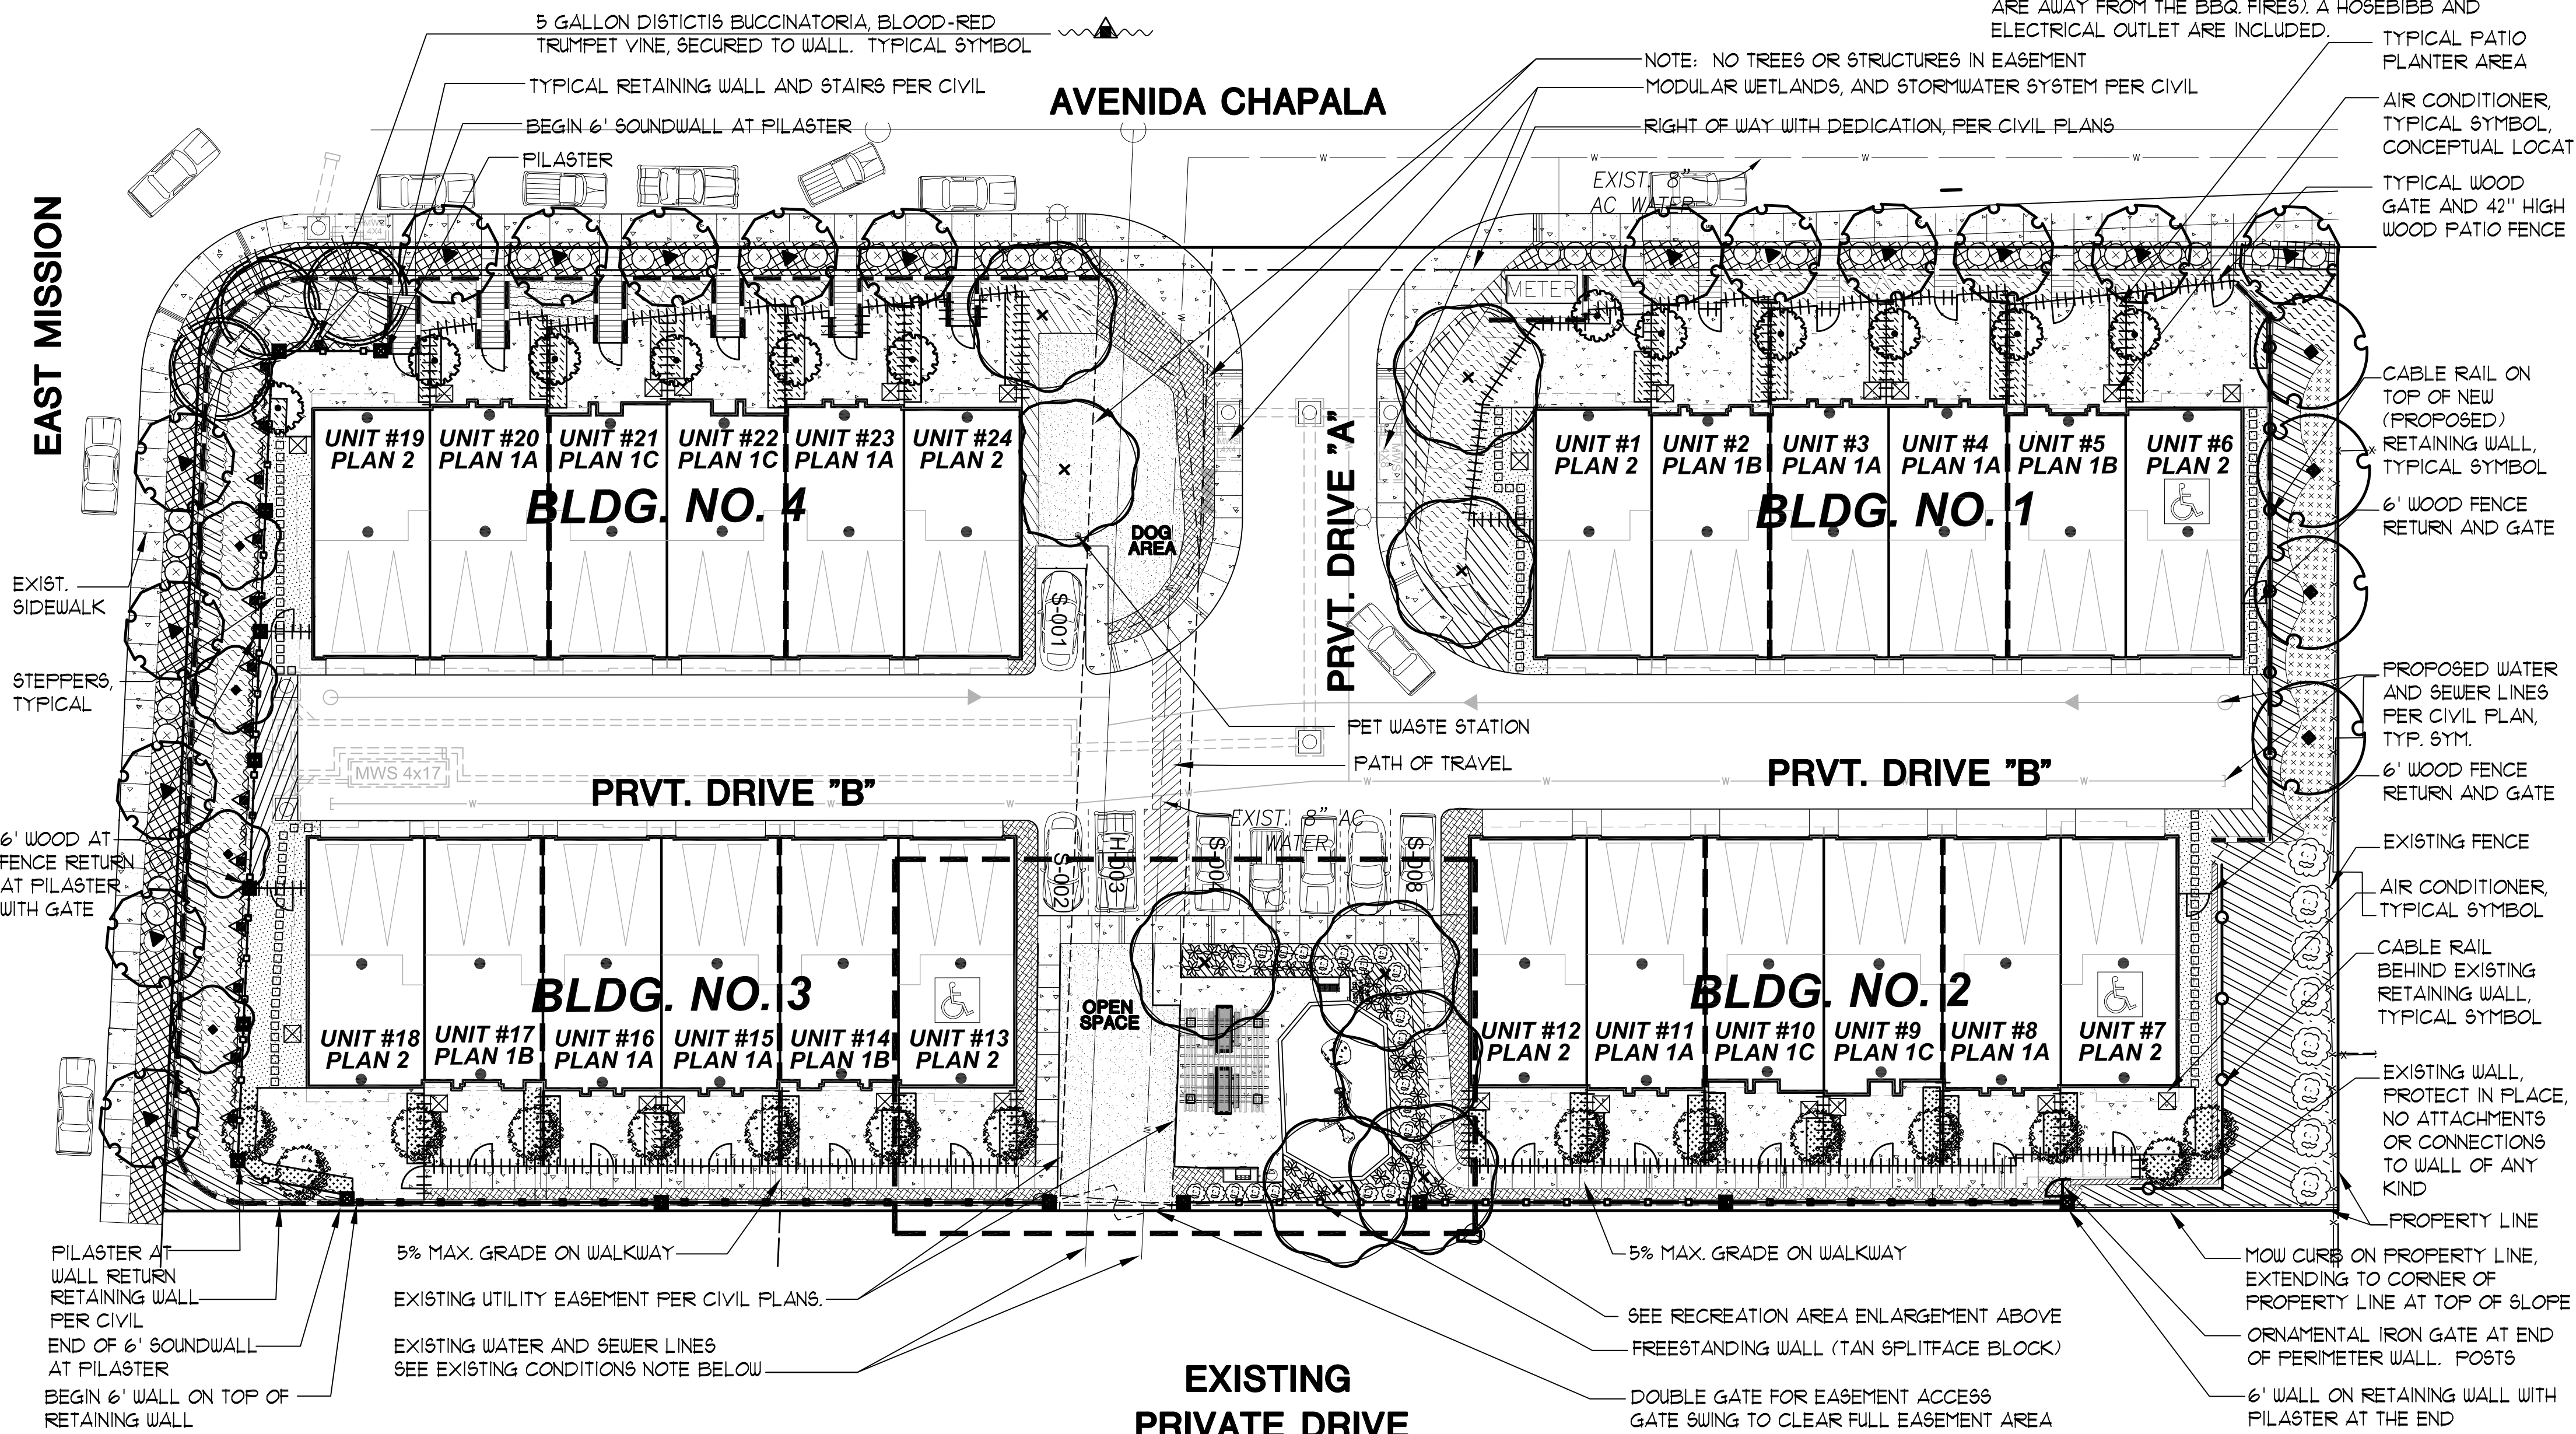 ARE AWAY FROM THE BBQ. FIRES). A HOSEBIBB AND
ELECTRICAL OUTLET ARE INCLUDED.
5 GALLON DISTICTIS BUCCINATORIA, BLOOD-RED
TRUMPET VINE, SECURED TO WALL. TYPICAL SYMBOL
TYPICAL RETAINING WALL AND STAIRS PER CIVIL
BEGIN 6' SOUNDWALL AT PILASTER
PILASTER
AVENIDA CHAPALA
NOTE: NO TREES OR STRUCTURES IN EASEMENT
MODULAR WETLANDS, AND STORMWATER SYSTEM PER CIVIL
RIGHT OF WAY WITH DEDICATION, PER CIVIL PLANS
TYPICAL PATIO
PLANTER AREA
AIR CONDITIONER,
TYPICAL SYMBOL,
CONCEPTUAL LOCAT
TYPICAL WOOD
GATE AND 42" HIGH
WOOD PATIO FENCE
EXIST. 8"
AC WATER
EAST MISSION
METER
UNIT #19
PLAN 2
UNIT #20
PLAN 1A
UNIT #21
PLAN 1C
UNIT #22
PLAN 1C
UNIT #23
PLAN 1A
UNIT #24
PLAN 2
BLDG. NO. 4
DOG
AREA
S-001
PRVT. DRIVE "A"
UNIT #1
PLAN 2
UNIT #2
PLAN 1B
UNIT #3
PLAN 1A
UNIT #4
PLAN 1A
UNIT #5
PLAN 1B
UNIT #6
PLAN 2
BLDG. NO. 1
CABLE RAIL ON
TOP OF NEW
(PROPOSED)
RETAINING WALL,
TYPICAL SYMBOL
6' WOOD FENCE
RETURN AND GATE
EXIST.
SIDEWALK
STEPPERS,
TYPICAL
PROPOSED WATER
AND SEWER LINES
PER CIVIL PLAN,
TYP. SYM.
6' WOOD FENCE
RETURN AND GATE
PET WASTE STATION
PATH OF TRAVEL
MWS 4x17
PRVT. DRIVE "B"
PRVT. DRIVE "B"
EXIST. 8" AC
WATER
6' WOOD AT
FENCE RETURN
AT PILASTER
WITH GATE
S-002
H-003
S-004
S-008
EXISTING FENCE
AIR CONDITIONER,
TYPICAL SYMBOL
CABLE RAIL
BEHIND EXISTING
RETAINING WALL,
TYPICAL SYMBOL
BLDG. NO. 3
UNIT #18
PLAN 2
UNIT #17
PLAN 1B
UNIT #16
PLAN 1A
UNIT #15
PLAN 1A
UNIT #14
PLAN 1B
UNIT #13
PLAN 2
OPEN
SPACE
BLDG. NO. 2
UNIT #12
PLAN 2
UNIT #11
PLAN 1A
UNIT #10
PLAN 1C
UNIT #9
PLAN 1C
UNIT #8
PLAN 1A
UNIT #7
PLAN 2
EXISTING WALL,
PROTECT IN PLACE,
NO ATTACHMENTS
OR CONNECTIONS
TO WALL OF ANY
KIND
PROPERTY LINE
PILASTER AT
WALL RETURN
RETAINING WALL
PER CIVIL
END OF 6' SOUNDWALL
AT PILASTER
BEGIN 6' WALL ON TOP OF
RETAINING WALL
5% MAX. GRADE ON WALKWAY
EXISTING UTILITY EASEMENT PER CIVIL PLANS.
EXISTING WATER AND SEWER LINES
SEE EXISTING CONDITIONS NOTE BELOW
EXISTING
PRIVATE DRIVE
5% MAX. GRADE ON WALKWAY
SEE RECREATION AREA ENLARGEMENT ABOVE
FREESTANDING WALL (TAN SPLITFACE BLOCK)
DOUBLE GATE FOR EASEMENT ACCESS
GATE SWING TO CLEAR FULL EASEMENT AREA
MOW CURB ON PROPERTY LINE,
EXTENDING TO CORNER OF
PROPERTY LINE AT TOP OF SLOPE
ORNAMENTAL IRON GATE AT END
OF PERIMETER WALL. POSTS
6' WALL ON RETAINING WALL WITH
PILASTER AT THE END